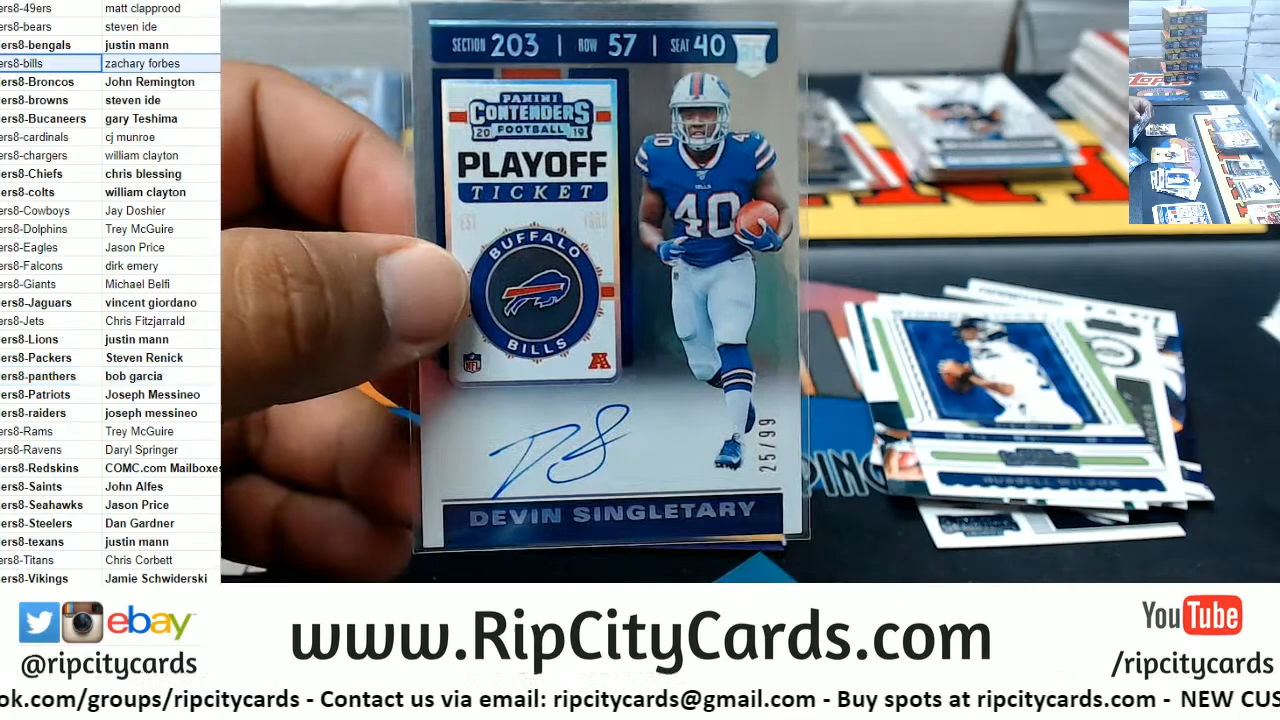 ers8-49ers matt clapprood
ers8-bears steven ide
ers8-bengals justin mann
ers8-bills zachary forbes
ers8-Broncos John Remington
ers8-browns steven ide
ers8-Bucaneers gary Teshima
ers8-cardinals cj munroe
ers8-chargers william clayton
ers8-Chiefs chris blessing
ers8-colts william clayton
ers8-Cowboys Jay Doshier
ers8-Dolphins Trey McGuire
ers8-Eagles Jason Price
ers8-Falcons dirk emery
ers8-Giants Michael Belfi
ers8-Jaguars vincent giordano
ers8-Jets Chris Fitzjarrald
ers8-Lions justin mann
ers8-Packers Steven Renick
ers8-panthers bob garcia
ers8-Patriots Joseph Messineo
ers8-raiders joseph messineo
ers8-Rams Trey McGuire
ers8-Ravens Daryl Springer
ers8-Redskins COMC.com Mailboxes
ers8-Saints John Alfes
ers8-Seahawks Jason Price
ers8-Steelers Dan Gardner
ers8-texans justin mann
ers8-Titans Chris Corbett
ers8-Vikings Jamie Schwiderski
SECTION 203 | ROW 57 | SEAT 40
PANINI
CONTENDERS
20 FOOTBALL 19
PLAYOFF
TICKET
BUFFALO
BILLS
NFL A
40
25/99
DS
DEVIN SINGLETARY
RUSSELL WILSON
PING
Topps
ebay
@ripcitycards
www.RipCityCards.com
YouTube
/ripcitycards
ok.com/groups/ripcitycards - Contact us via email: ripcitycards@gmail.com - Buy spots at ripcitycards.com - NEW CUS